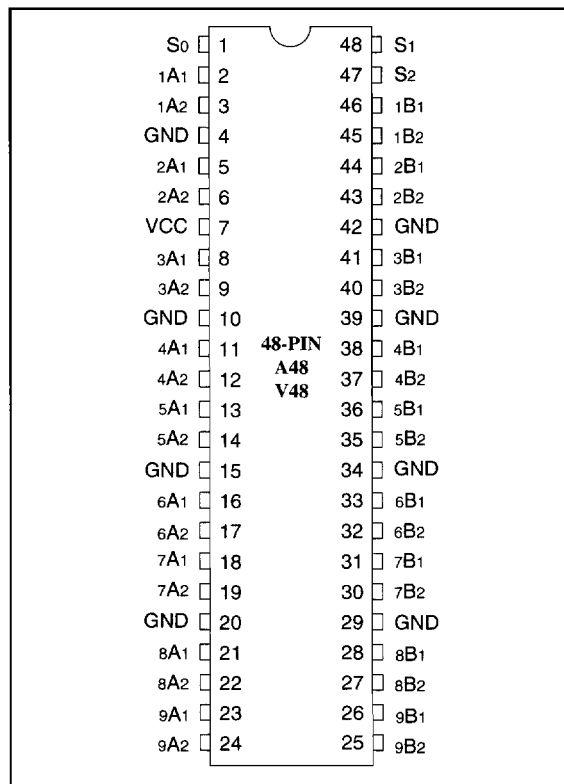 S0 1 48 S1
1A1 2 47 S2
1A2 3 46 1B1
GND 4 45 1B2
2A1 5 44 2B1
2A2 6 43 2B2
VCC 7 42 GND
3A1 8 41 3B1
3A2 9 40 3B2
GND 10 39 GND
4A1 11 48-PIN 38 4B1
A48
4A2 12 37 4B2
V48
5A1 13 36 5B1
5A2 14 35 5B2
GND 15 34 GND
6A1 16 33 6B1
6A2 17 32 6B2
7A1 18 31 7B1
7A2 19 30 7B2
GND 20 29 GND
8A1 21 28 8B1
8A2 22 27 8B2
9A1 23 26 9B1
9A2 24 25 9B2